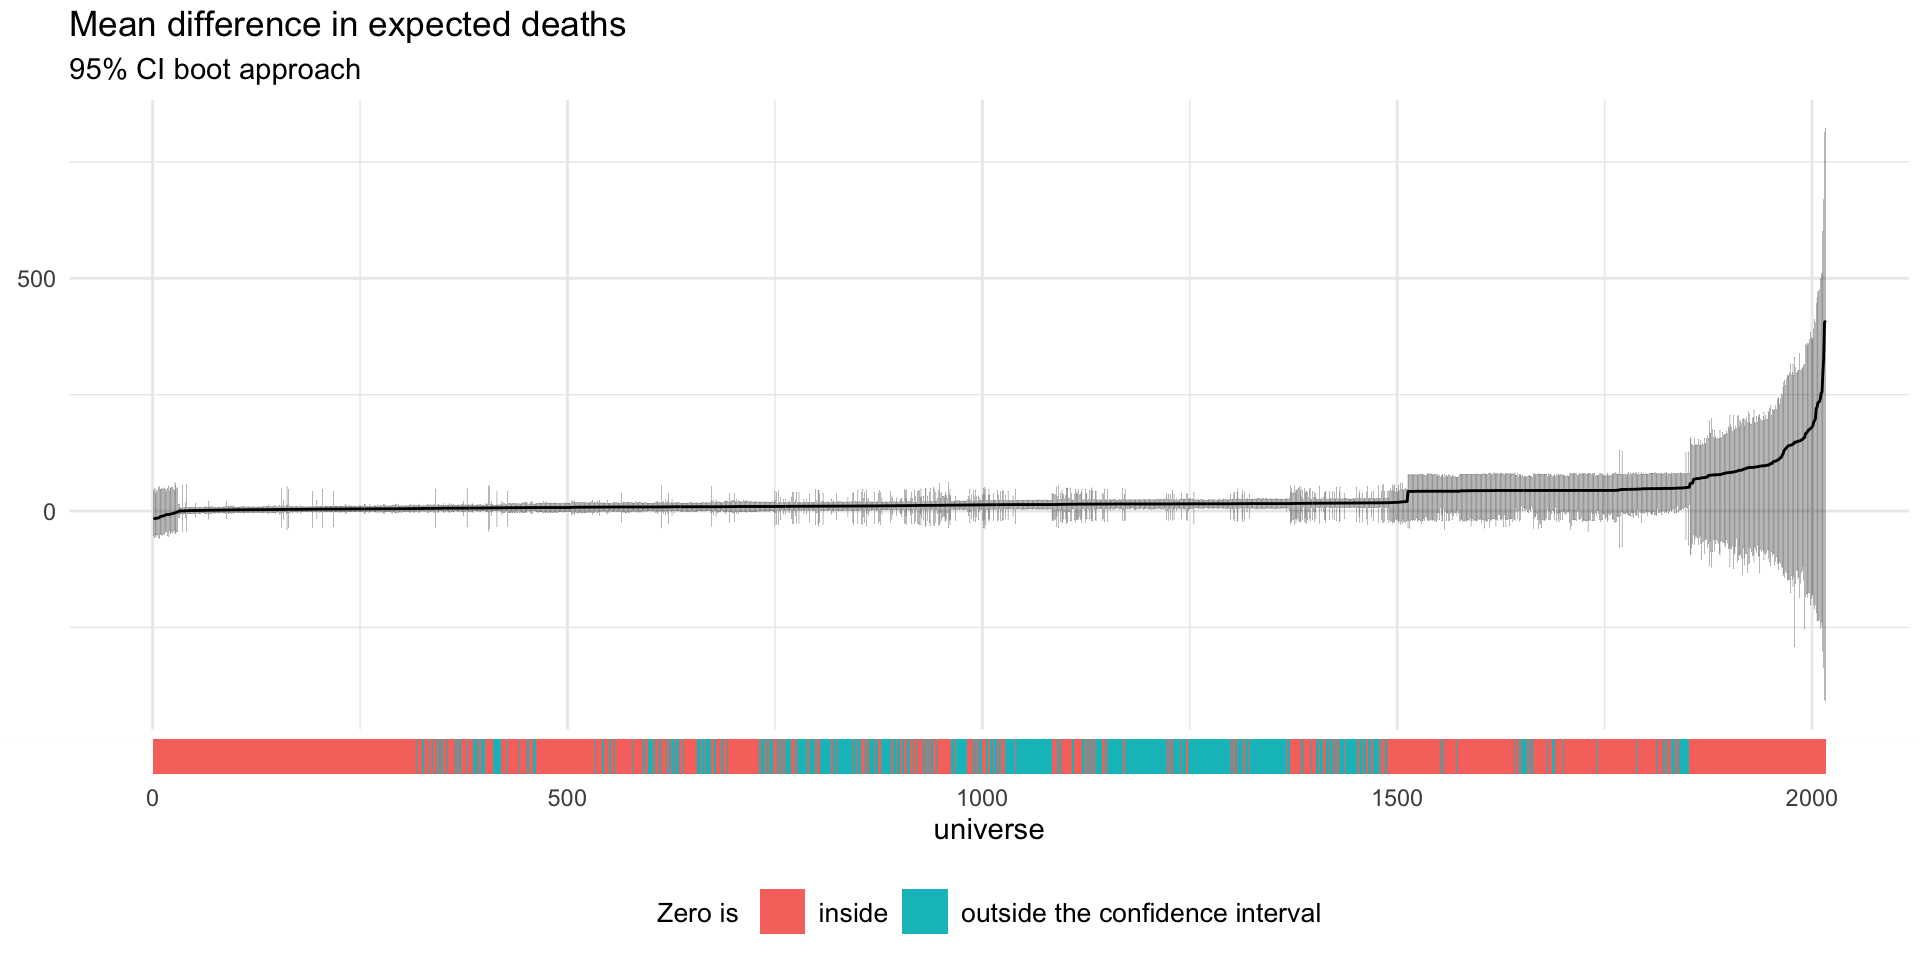 Mean difference in expected deaths
95% CI boot approach
500
0
0 500 1000 1500 2000
universe
Zero is inside outside the confidence interval